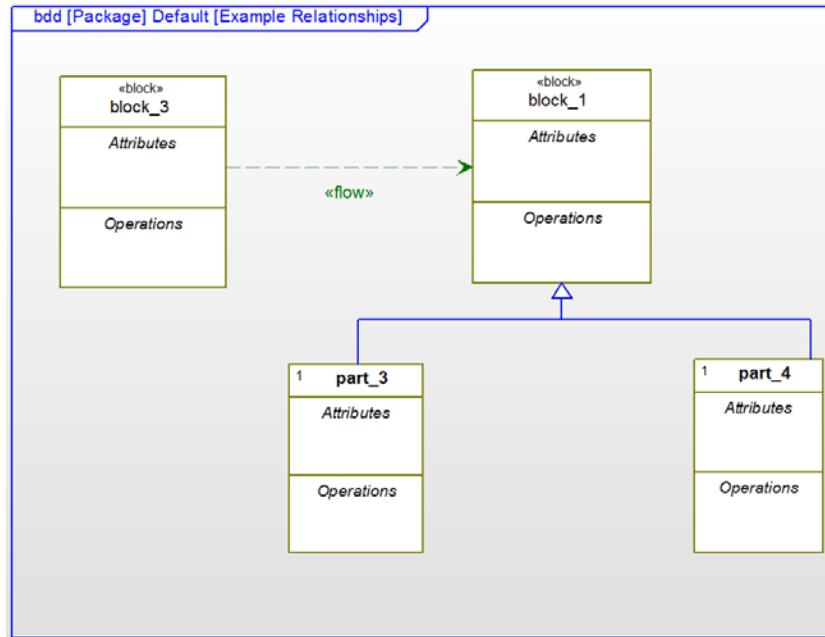 bdd [Package] Default [Example Relationships]
«block»
block_3
Attributes
Operations
«flow»
«block»
block_1
Attributes
Operations
1 part_3
Attributes
Operations
1 part_4
Attributes
Operations